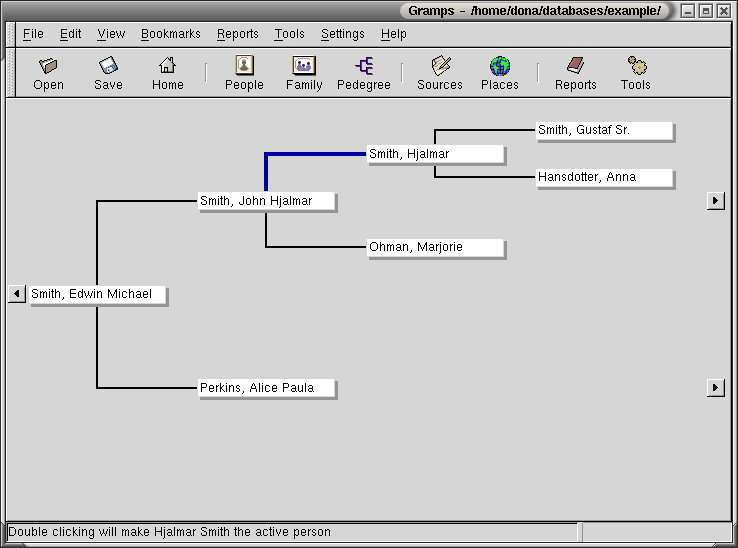 Gramps - /home/dona/databases/example/
File Edit View Bookmarks Reports Tools Settings Help
Open Save Home People Family Pedegree Sources Places Reports Tools
Smith, Gustaf Sr.
Smith, Hjalmar
Hansdotter, Anna
Smith, John Hjalmar
Ohman, Marjorie
Smith, Edwin Michael
Perkins, Alice Paula
Double clicking will make Hjalmar Smith the active person